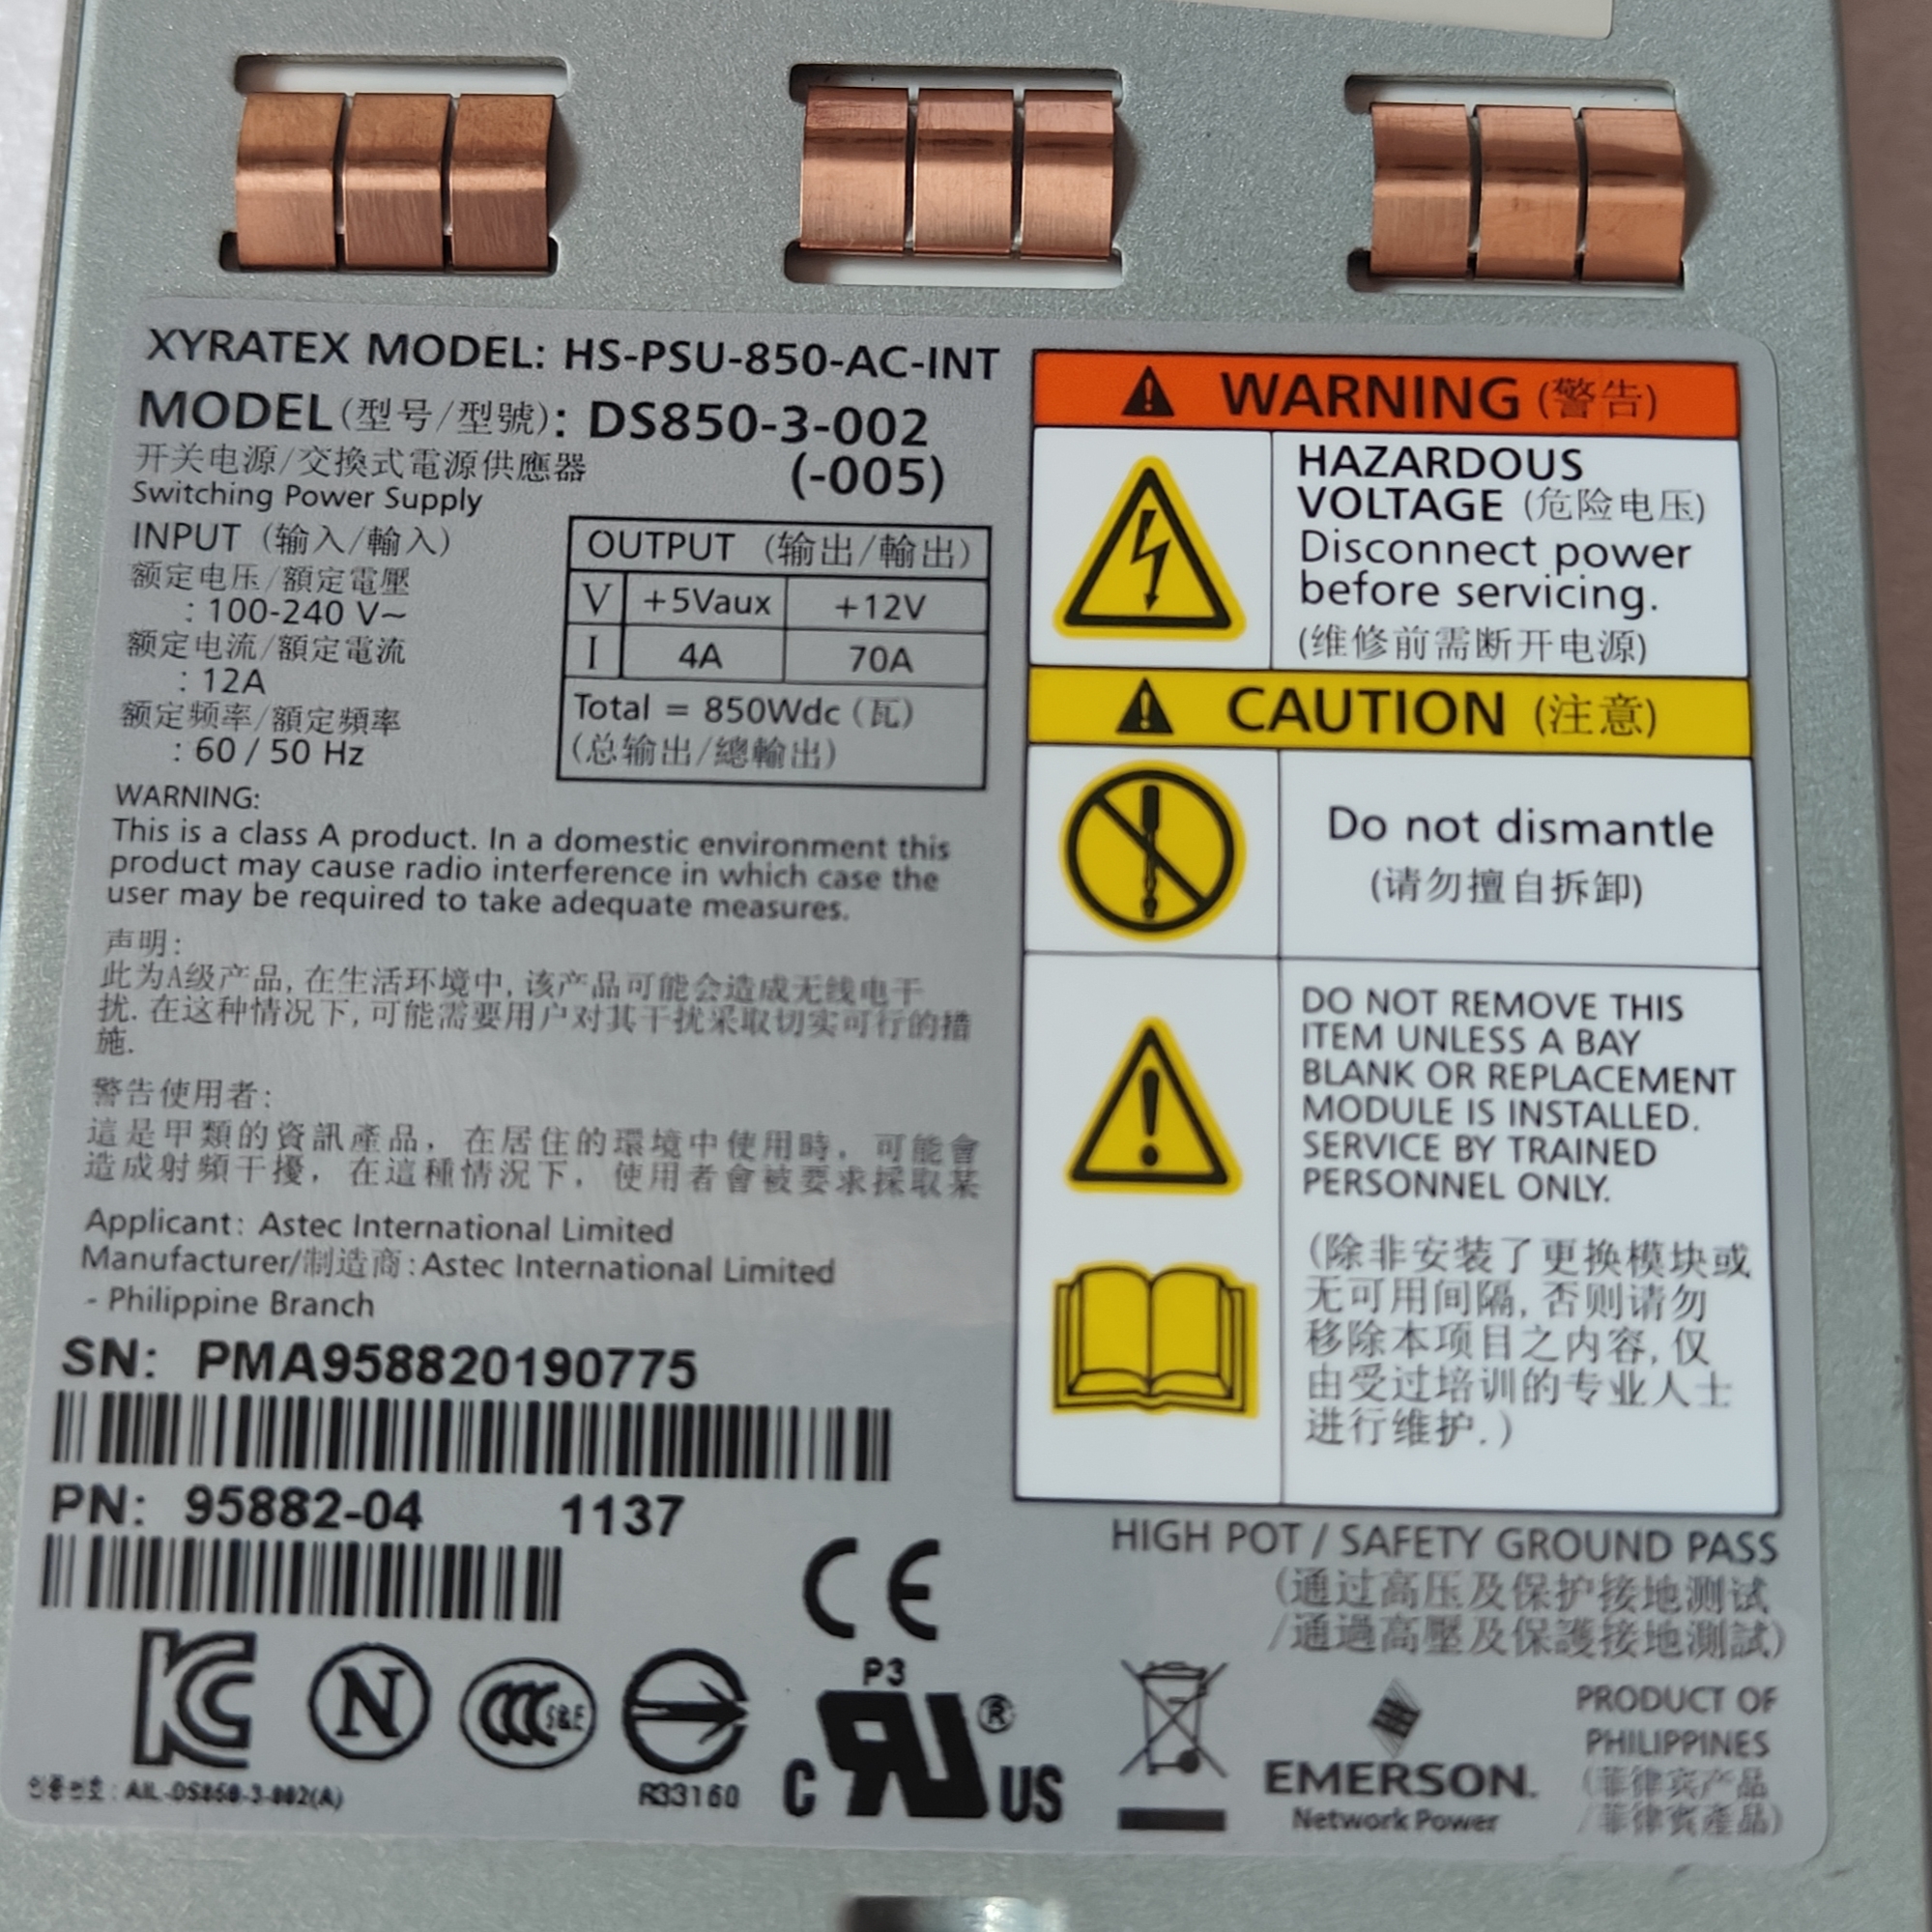 XYRATEX MODEL: HS-PSU-850-AC-INT
MODEL(型号/型號): DS850-3-002
(-005)
开关电源/交換式電源供應器
Switching Power Supply
INPUT (输入/輸入)
额定电压/額定電壓
: 100-240 V~
额定电流/額定電流
: 12A
额定频率/額定頻率
: 60 / 50 Hz
OUTPUT (输出/輸出)
V +5Vaux +12V
I 4A 70A
Total = 850Wdc (瓦)
(总输出/總輸出)
WARNING:
This is a class A product. In a domestic environment this
product may cause radio interference in which case the
user may be required to take adequate measures.
声明:
此为A级产品, 在生活环境中, 该产品可能会造成无线电干
扰. 在这种情况下, 可能需要用户对其干扰采取切实可行的措
施.
警告使用者:
這是甲類的資訊產品, 在居住的環境中使用時, 可能會
造成射頻干擾, 在這種情況下, 使用者會被要求採取某
Applicant: Astec International Limited
Manufacturer/制造商: Astec International Limited
- Philippine Branch
SN: PMA958820190775
PN: 95882-04 1137
CE
KC N CCC S&E
인증번호: AIL-DS850-3-002(A)
R33160
P3
C RU ® US
WARNING (警告)
HAZARDOUS
VOLTAGE (危险电压)
Disconnect power
before servicing.
(维修前需断开电源)
CAUTION (注意)
Do not dismantle
(请勿擅自拆卸)
DO NOT REMOVE THIS
ITEM UNLESS A BAY
BLANK OR REPLACEMENT
MODULE IS INSTALLED.
SERVICE BY TRAINED
PERSONNEL ONLY.
(除非安装了更换模块或
无可用间隔, 否则请勿
移除本项目之内容, 仅
由受过培训的专业人士
进行维护.)
HIGH POT / SAFETY GROUND PASS
(通过高压及保护接地测试
/通過高壓及保護接地測試)
EMERSON.
Network Power
PRODUCT OF
PHILIPPINES
(菲律宾产品
/菲律賓產品)